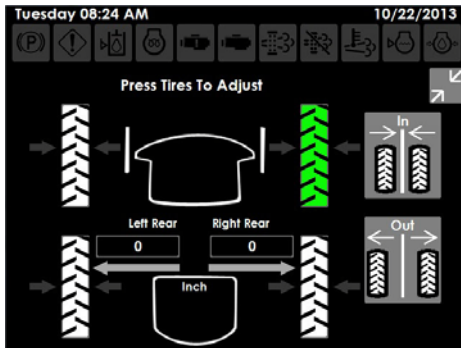 Tuesday 08:24 AM 10/22/2013
(P)
Press Tires To Adjust
In
Left Rear Right Rear
0 0
Out
Inch